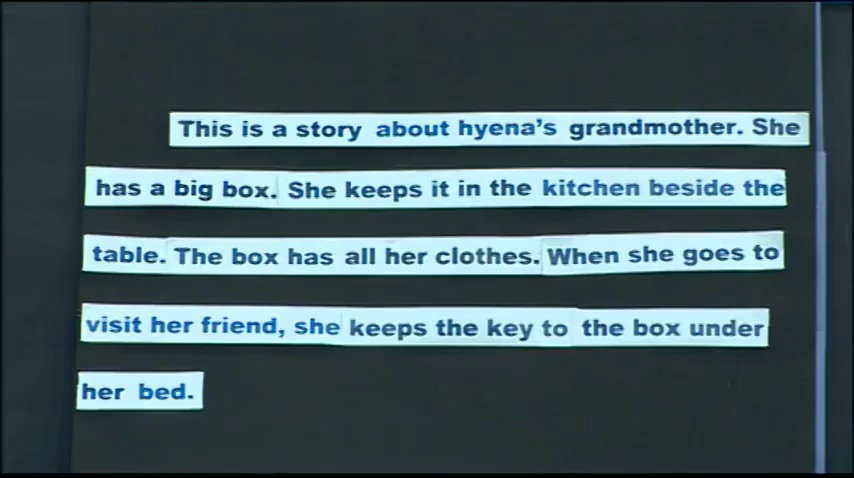 This is a story about hyena's grandmother. She
has a big box. She keeps it in the kitchen beside the
table. The box has all her clothes. When she goes to
visit her friend, she keeps the key to the box under
her bed.